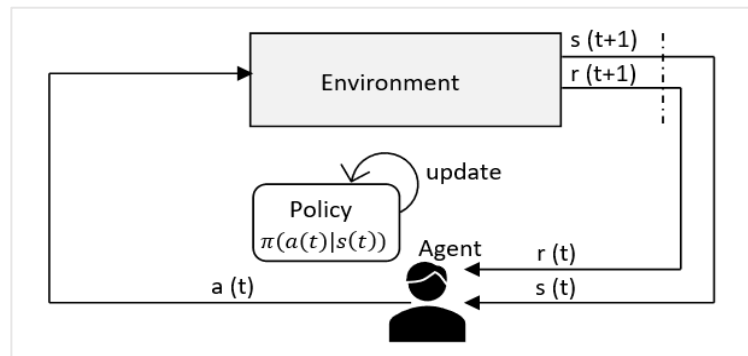 s (t+1)
r (t+1)
Environment
update
Policy
π(a(t)|s(t))
Agent
r (t)
a (t)
s (t)